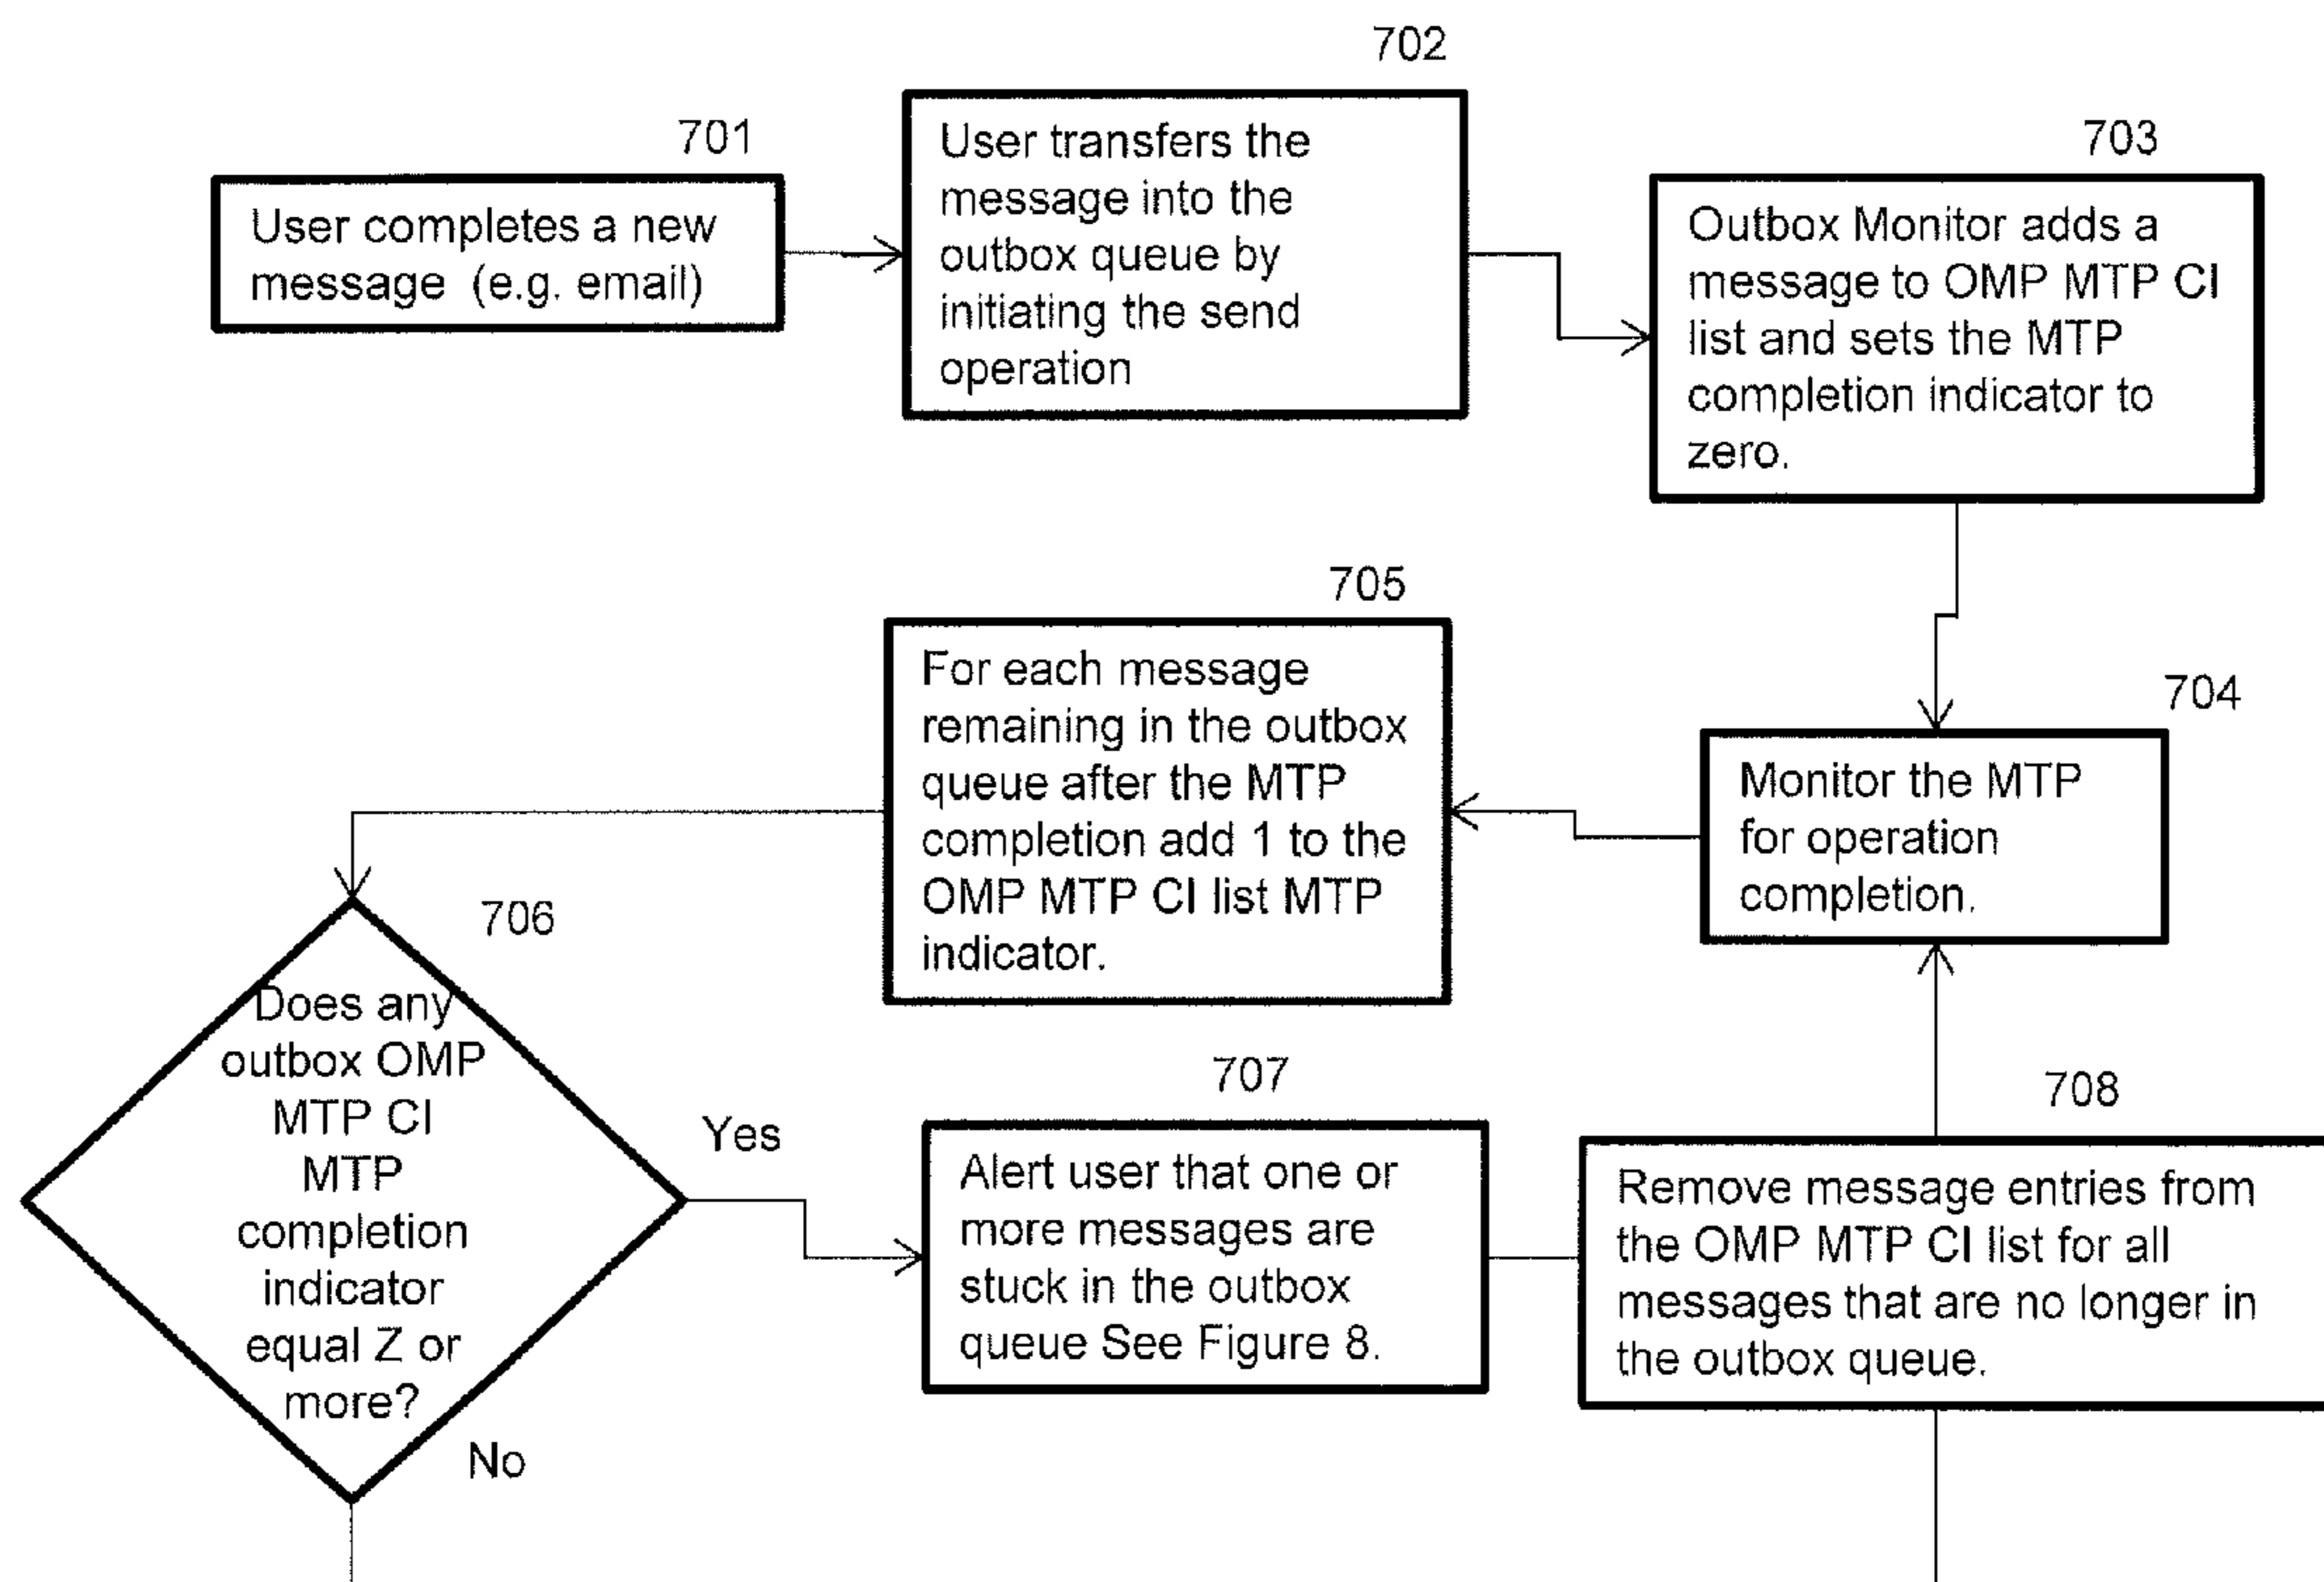 701
User completes a new
message (e.g. email)
702
User transfers the
message into the
outbox queue by
initiating the send
operation
703
Outbox Monitor adds a
message to OMP MTP CI
list and sets the MTP
completion indicator to
zero.
704
Monitor the MTP
for operation
completion.
705
For each message
remaining in the outbox
queue after the MTP
completion add 1 to the
OMP MTP CI list MTP
indicator.
706
Does any
outbox OMP
MTP CI
MTP
completion
indicator
equal Z or
more?
Yes
No
707
Alert user that one or
more messages are
stuck in the outbox
queue See Figure 8.
708
Remove message entries from
the OMP MTP CI list for all
messages that are no longer in
the outbox queue.